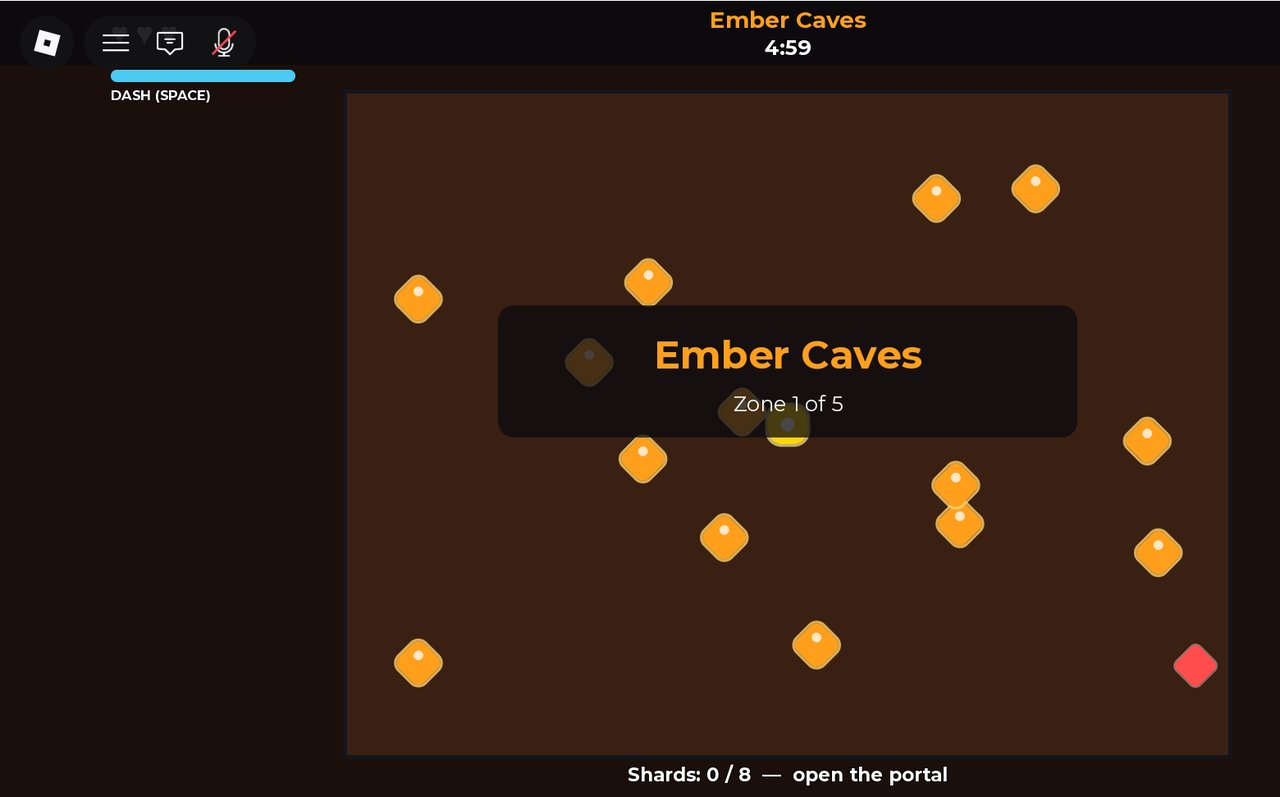 Ember Caves
4:59
DASH (SPACE)
Ember Caves
Zone 1 of 5
Shards: 0 / 8 — open the portal